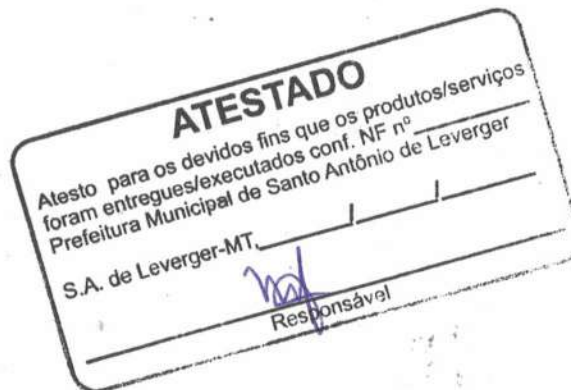 ATESTADO
Atesto para os devidos fins que os produtos/serviços
foram entregues/executados conf. NF nº
Prefeitura Municipal de Santo Antônio de Leverger
S.A. de Leverger-MT, / /
Responsável